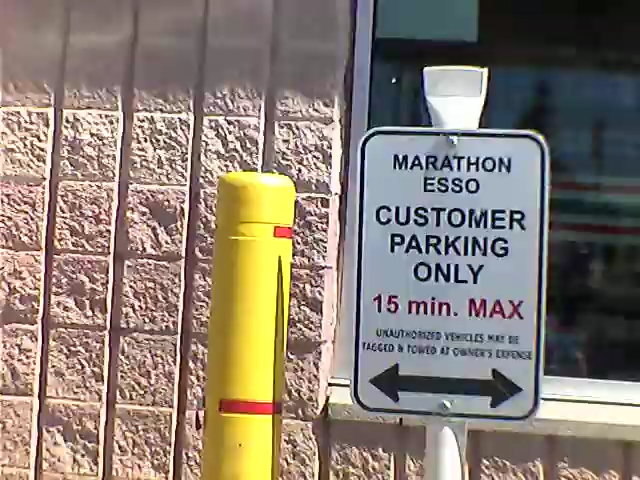 MARATHON
ESSO
CUSTOMER
PARKING
ONLY
15 min. MAX
UNAUTHORIZED VEHICLES MAY BE
TAGGED & TOWED AT OWNER'S EXPENSE